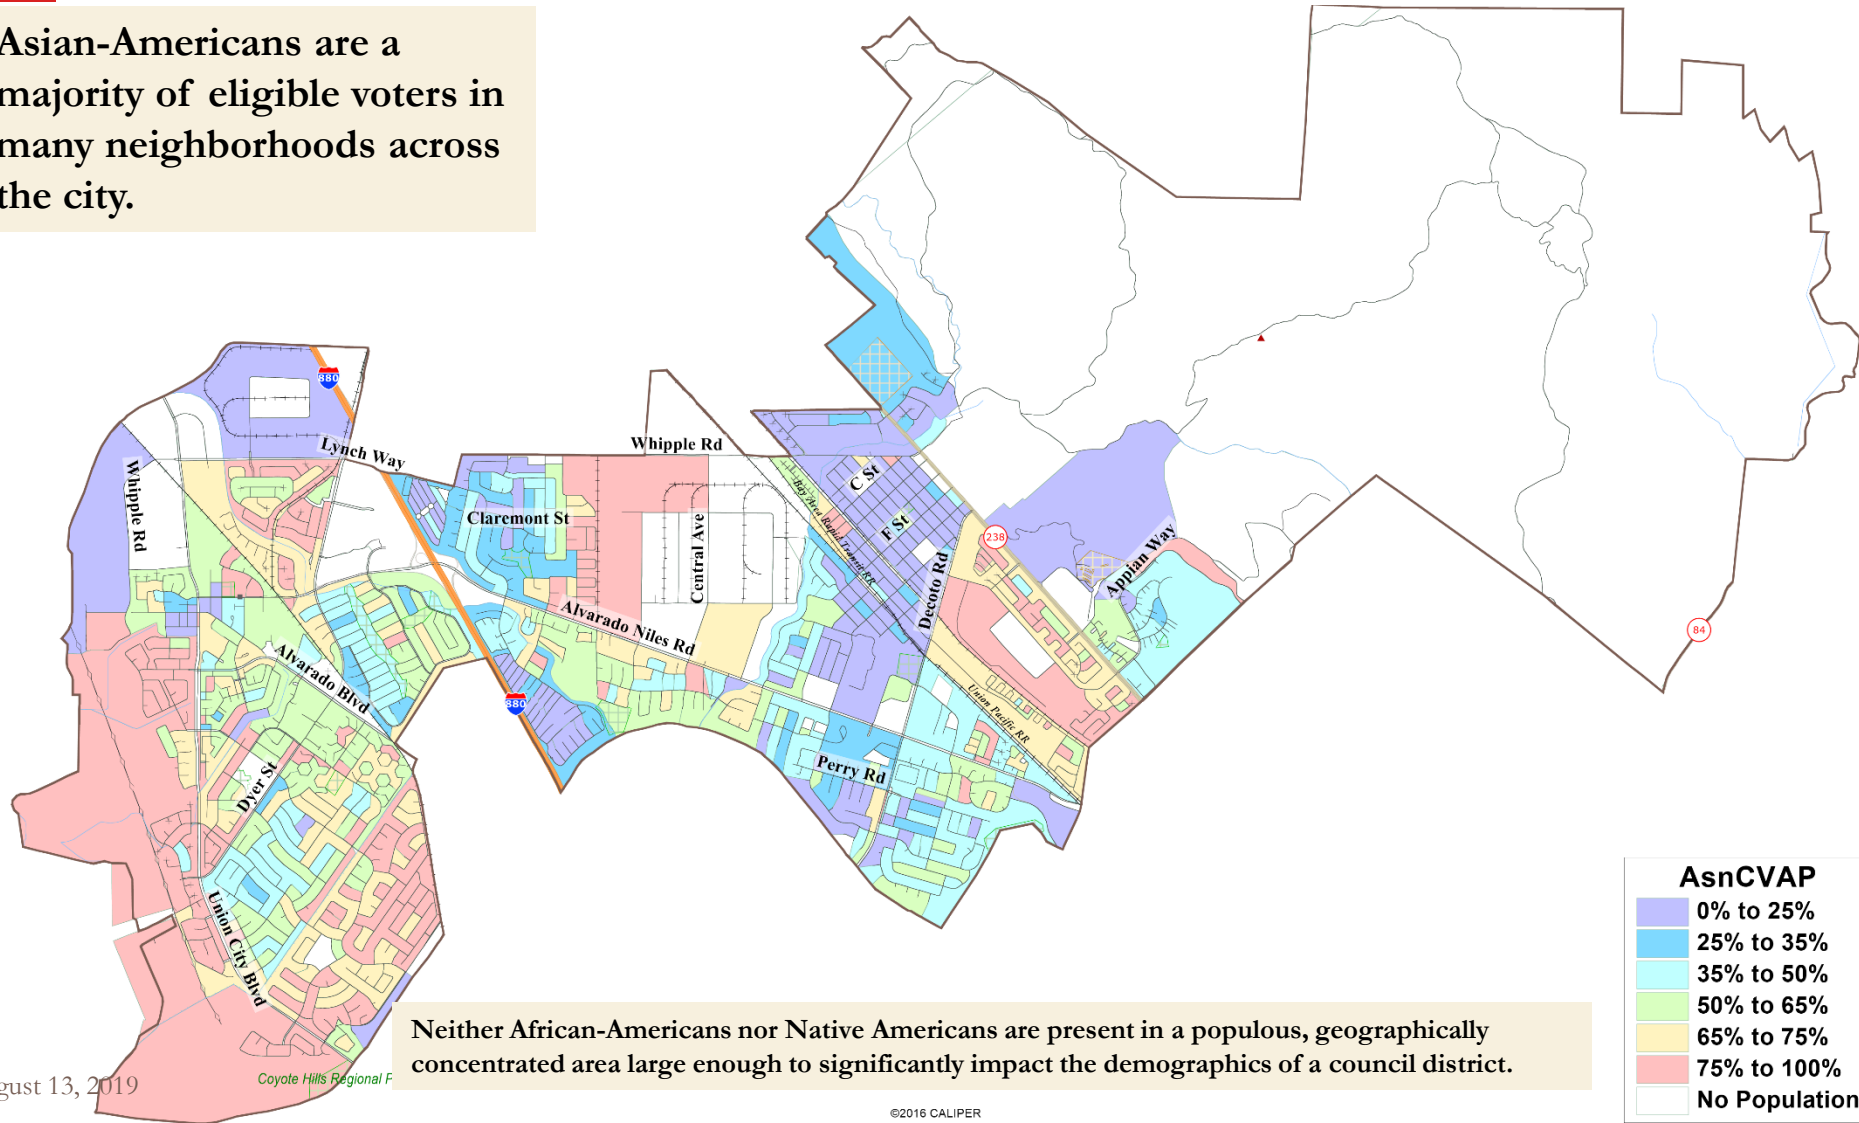 Asian-Americans are a
majority of eligible voters in
many neighborhoods across
the city.
880
Lynch Way
Whipple Rd
Whipple Rd
C St
Claremont St
Bay Area Rapid Transit RR
F St
238
Central Ave
Decoto Rd
Appian Way
Alvarado Niles Rd
84
Alvarado Blvd
880
Union Pacific RR
Perry Rd
Dyer St
Union City Blvd
AsnCVAP
0% to 25%
25% to 35%
35% to 50%
50% to 65%
65% to 75%
75% to 100%
No Population
Neither African-Americans nor Native Americans are present in a populous, geographically
concentrated area large enough to significantly impact the demographics of a council district.
gust 13, 2019
Coyote Hills Regional P
©2016 CALIPER